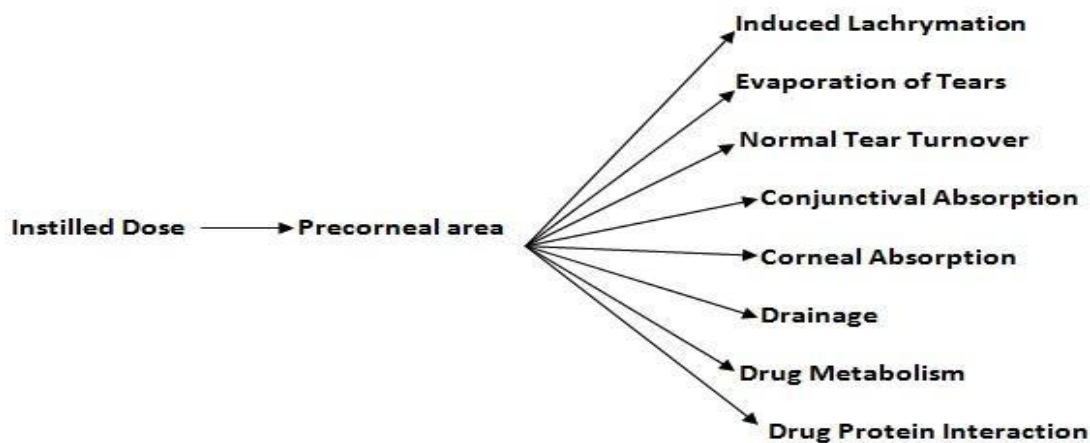 Induced Lachrymation
Evaporation of Tears
Normal Tear Turnover
Conjunctival Absorption
Instilled Dose
Precorneal area
Corneal Absorption
Drainage
Drug Metabolism
Drug Protein Interaction